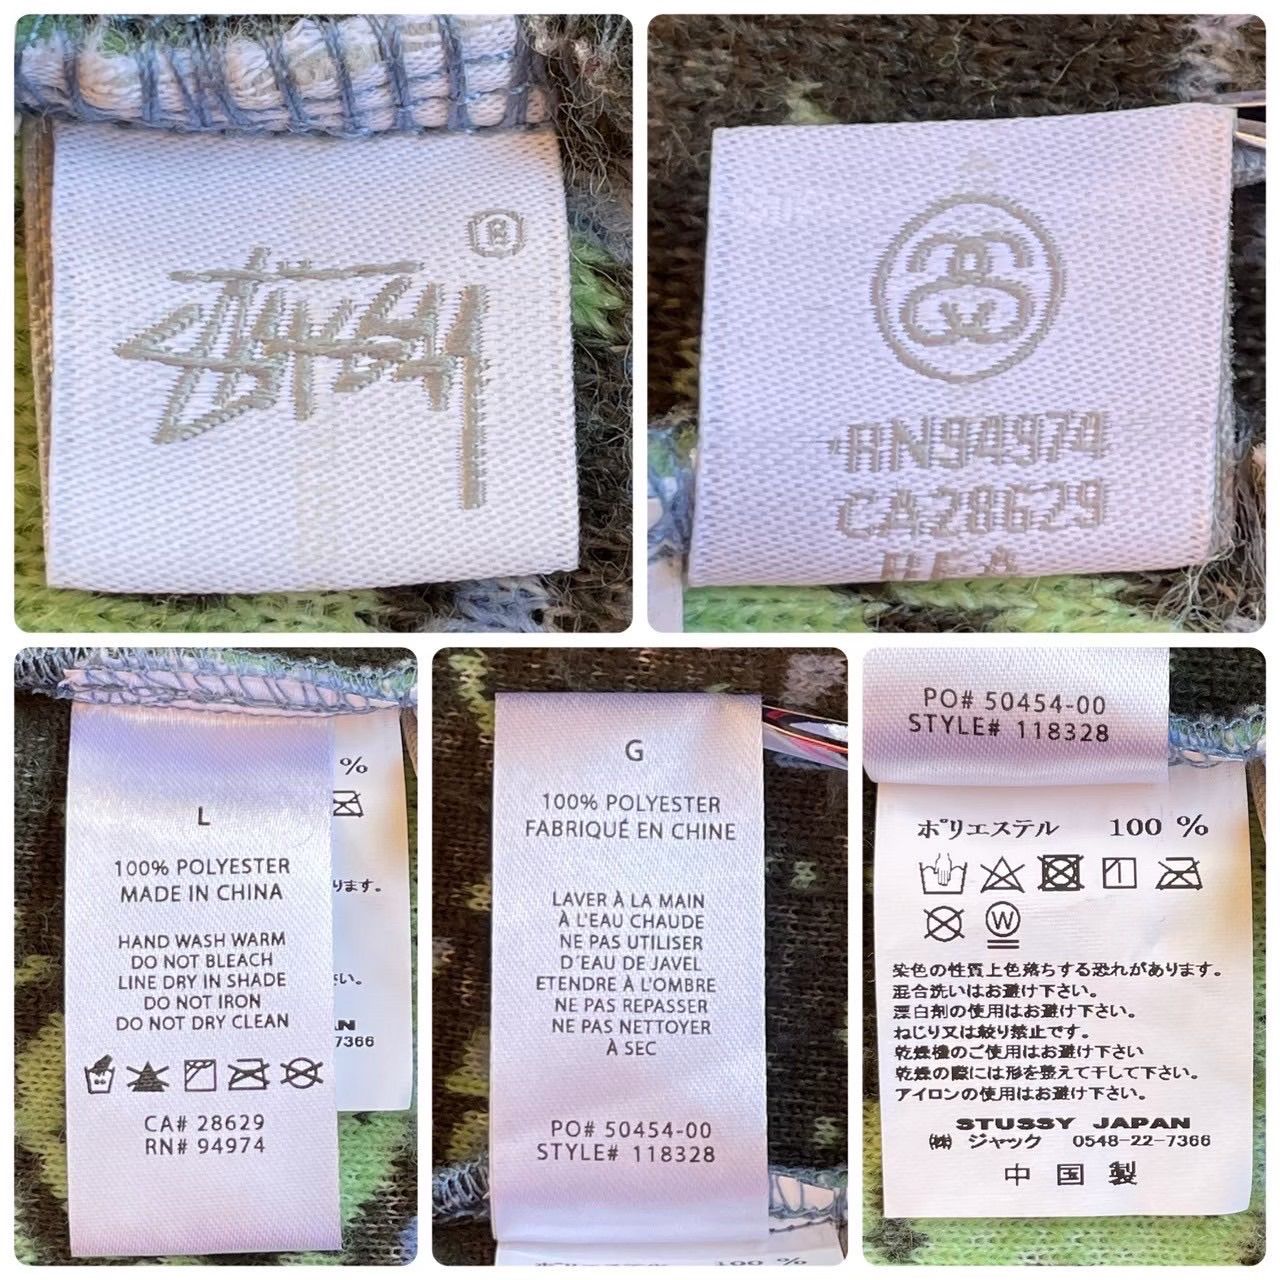 Stüssy
®
RN94974
CA28629
L
100% POLYESTER
MADE IN CHINA
HAND WASH WARM
DO NOT BLEACH
LINE DRY IN SHADE
DO NOT IRON
DO NOT DRY CLEAN
CA# 28629
RN# 94974
%
ります。
さい。
AN
7366
G
100% POLYESTER
FABRIQUÉ EN CHINE
LAVER À LA MAIN
À L'EAU CHAUDE
NE PAS UTILISER
D'EAU DE JAVEL
ETENDRE À L'OMBRE
NE PAS REPASSER
NE PAS NETTOYER
À SEC
PO# 50454-00
STYLE# 118328
100 %
PO# 50454-00
STYLE# 118328
ポリエステル 100 %
W
染色の性質上色落ちする恐れがあります。
混合洗いはお避け下さい。
漂白剤の使用はお避け下さい。
ねじり又は絞り禁止です。
乾燥機のご使用はお避け下さい
乾燥の際には形を整えて干して下さい。
アイロンの使用はお避け下さい。
STUSSY JAPAN
㈱ ジャック 0548-22-7366
中国製